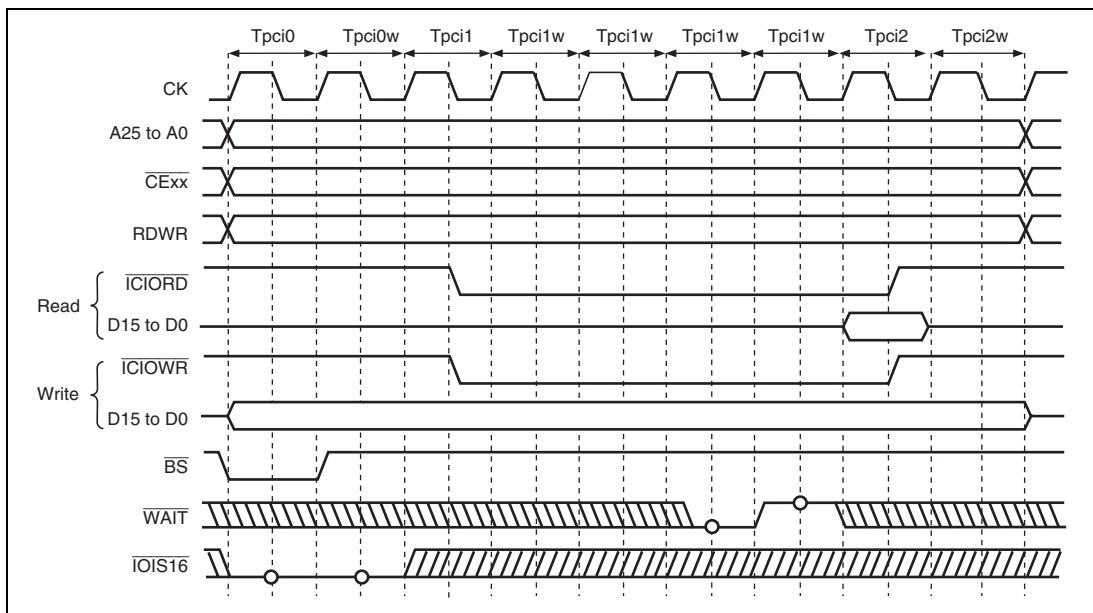 Tpci0 Tpci0w Tpci1 Tpci1w Tpci1w Tpci1w Tpci1w Tpci2 Tpci2w
CK
A25 to A0
CExx
RDWR
ICIORD
Read
D15 to D0
ICIOWR
Write
D15 to D0
BS
WAIT
IOIS16